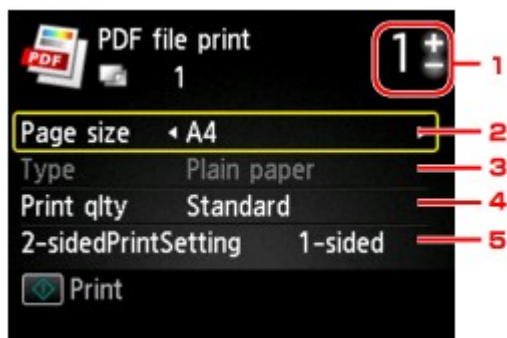 PDF file print
PDF
1
1 + -
1
Page size A4
2
Type Plain paper
3
Print qlty Standard
4
2-sidedPrintSetting 1-sided
5
Print